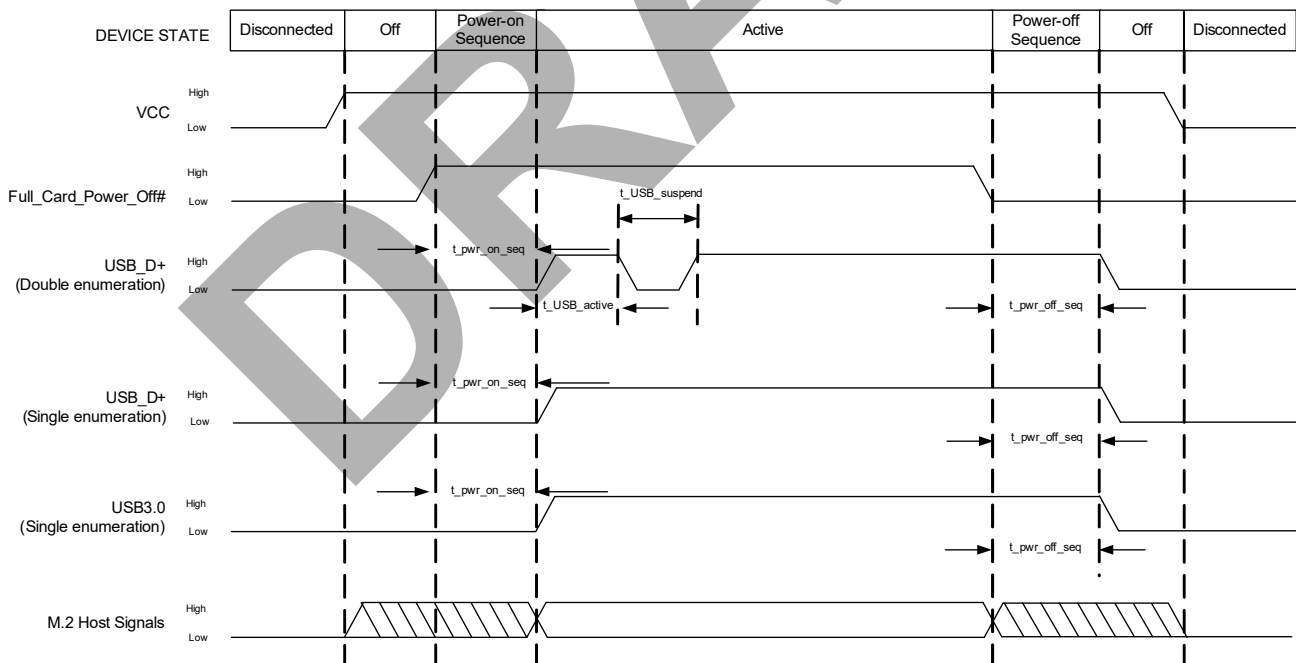 DEVICE STATE
Disconnected
Off
Power-on
Sequence
Active
Power-off
Sequence
Off
Disconnected
VCC
High
Low
Full_Card_Power_Off#
High
Low
t_USB_suspend
USB_D+
(Double enumeration)
High
Low
t_pwr_on_seq
t_USB_active
t_pwr_off_seq
USB_D+
(Single enumeration)
High
Low
t_pwr_on_seq
t_pwr_off_seq
USB3.0
(Single enumeration)
High
Low
t_pwr_on_seq
t_pwr_off_seq
M.2 Host Signals
High
Low
DRA